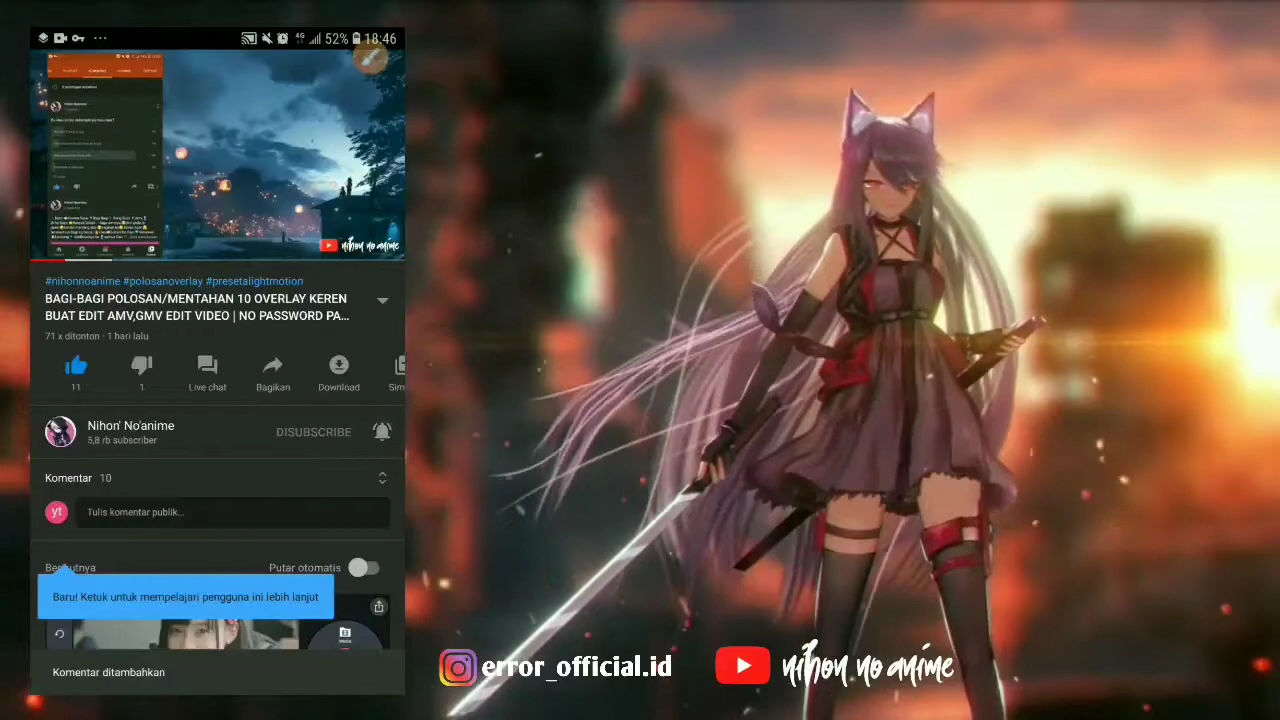 4G 52% 18:46
nihon no anime
#nihonnoanime #polosanoverlay #presetalightmotion
BAGI-BAGI POLOSAN/MENTAHAN 10 OVERLAY KEREN
BUAT EDIT AMV,GMV EDIT VIDEO | NO PASSWORD PA...
71 x ditonton · 1 hari lalu
11 1 Live chat Bagikan Download Sim
Nihon' No'anime
5,8 rb subscriber
DISUBSCRIBE
Komentar 10
yt Tulis komentar publik...
Berikutnya Putar otomatis
Baru! Ketuk untuk mempelajari pengguna ini lebih lanjut
Komentar ditambahkan
error_official.id
nihon no anime